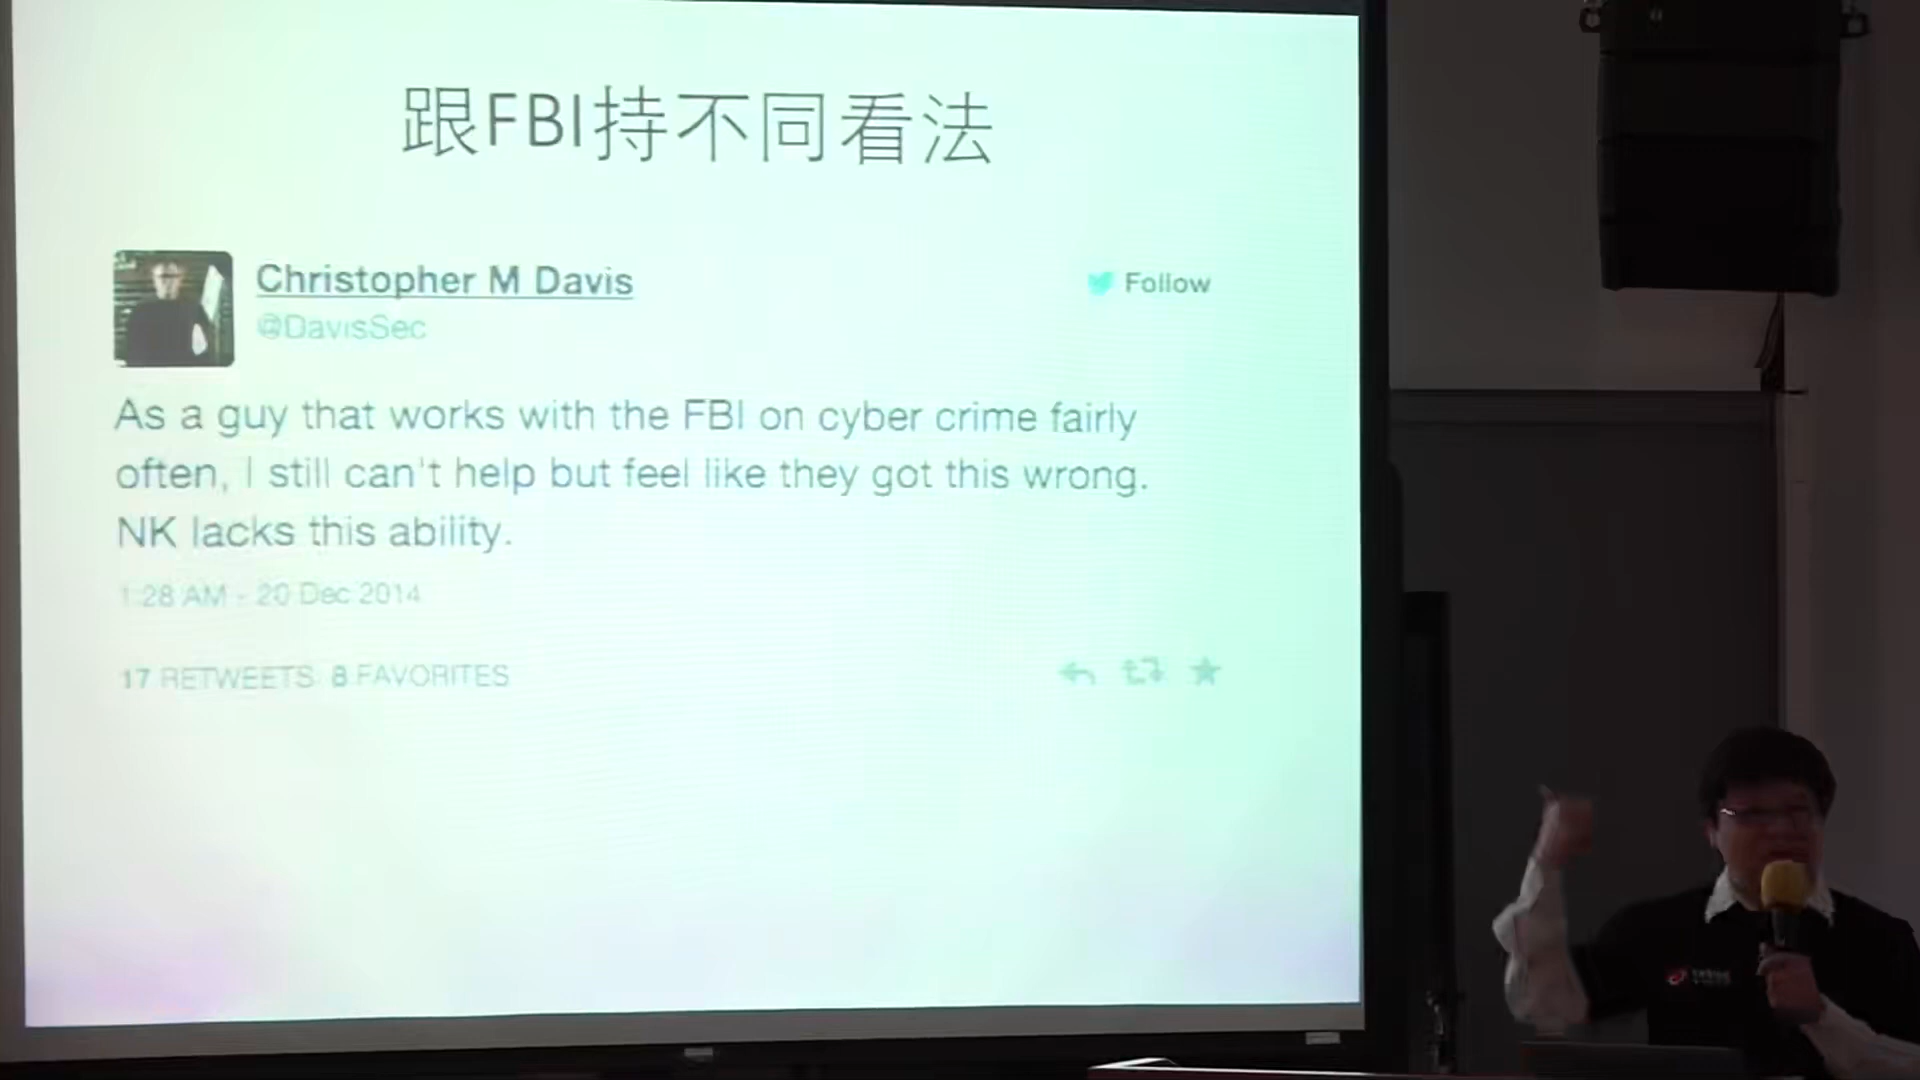 跟FBI持不同看法
Christopher M Davis
Follow
@DavisSec
As a guy that works with the FBI on cyber crime fairly
often, I still can't help but feel like they got this wrong.
NK lacks this ability.
1:28 AM - 20 Dec 2014
17 RETWEETS 8 FAVORITES